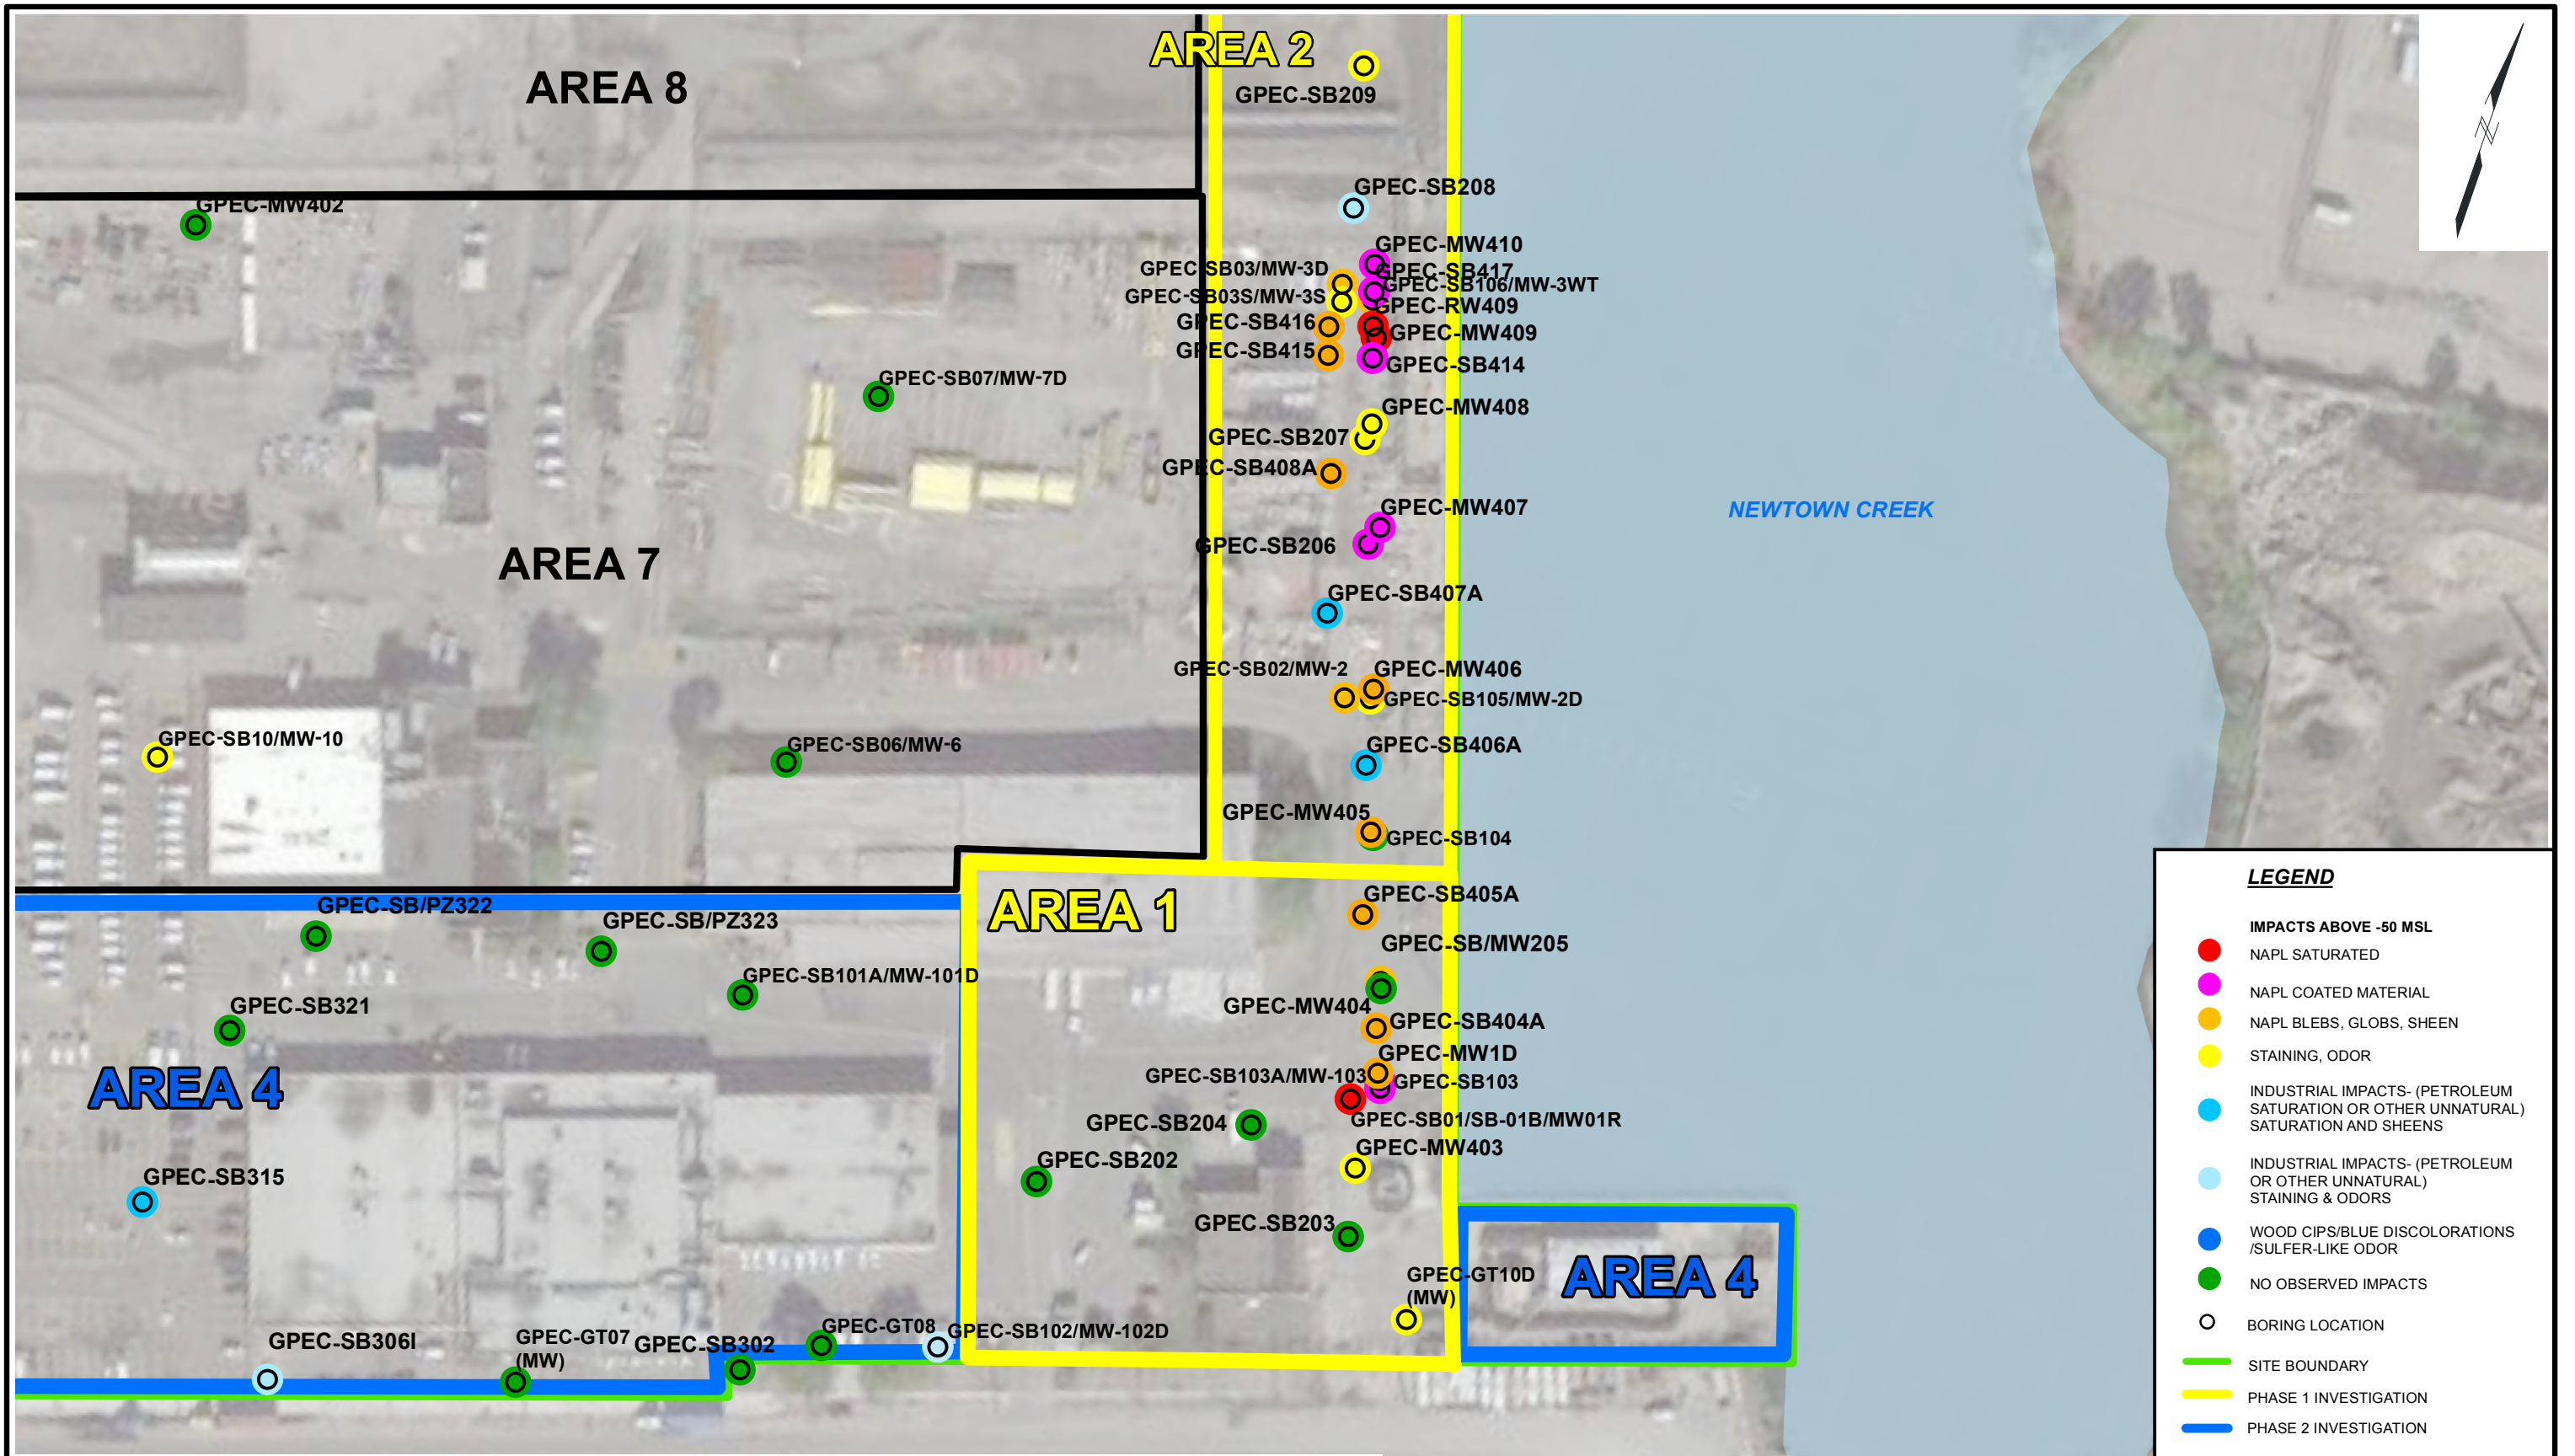 AREA 2
AREA 8
GPEC-SB209
GPEC-SB208
GPEC-MW402
GPEC-MW410
GPEC-SB03/MW-3D
GPEC-SB417
GPEC-SB106/MW-3WT
GPEC-SB03S/MW-3S
GPEC-RW409
GPEC-SB416
GPEC-MW409
GPEC-SB415
GPEC-SB414
GPEC-SB07/MW-7D
GPEC-MW408
GPEC-SB207
GPEC-SB408A
GPEC-MW407
NEWTOWN CREEK
GPEC-SB206
AREA 7
GPEC-SB407A
GPEC-SB02/MW-2
GPEC-MW406
GPEC-SB105/MW-2D
GPEC-SB10/MW-10
GPEC-SB06/MW-6
GPEC-SB406A
GPEC-MW405
GPEC-SB104
GPEC-SB/PZ322
GPEC-SB/PZ323
AREA 1
GPEC-SB405A
GPEC-SB/MW205
GPEC-SB101A/MW-101D
GPEC-SB321
GPEC-MW404
GPEC-SB404A
GPEC-MW1D
GPEC-SB103A/MW-103
GPEC-SB103
AREA 4
GPEC-SB204
GPEC-SB01/SB-01B/MW01R
GPEC-MW403
GPEC-SB202
GPEC-SB315
GPEC-SB203
GPEC-GT10D
(MW)
AREA 4
GPEC-SB306I
GPEC-GT07
(MW)
GPEC-SB302
GPEC-GT08
GPEC-SB102/MW-102D
LEGEND
IMPACTS ABOVE -50 MSL
NAPL SATURATED
NAPL COATED MATERIAL
NAPL BLEBS, GLOBS, SHEEN
STAINING, ODOR
INDUSTRIAL IMPACTS- (PETROLEUM
SATURATION OR OTHER UNNATURAL)
SATURATION AND SHEENS
INDUSTRIAL IMPACTS- (PETROLEUM
OR OTHER UNNATURAL)
STAINING & ODORS
WOOD CIPS/BLUE DISCOLORATIONS
/SULFER-LIKE ODOR
NO OBSERVED IMPACTS
BORING LOCATION
SITE BOUNDARY
PHASE 1 INVESTIGATION
PHASE 2 INVESTIGATION
N